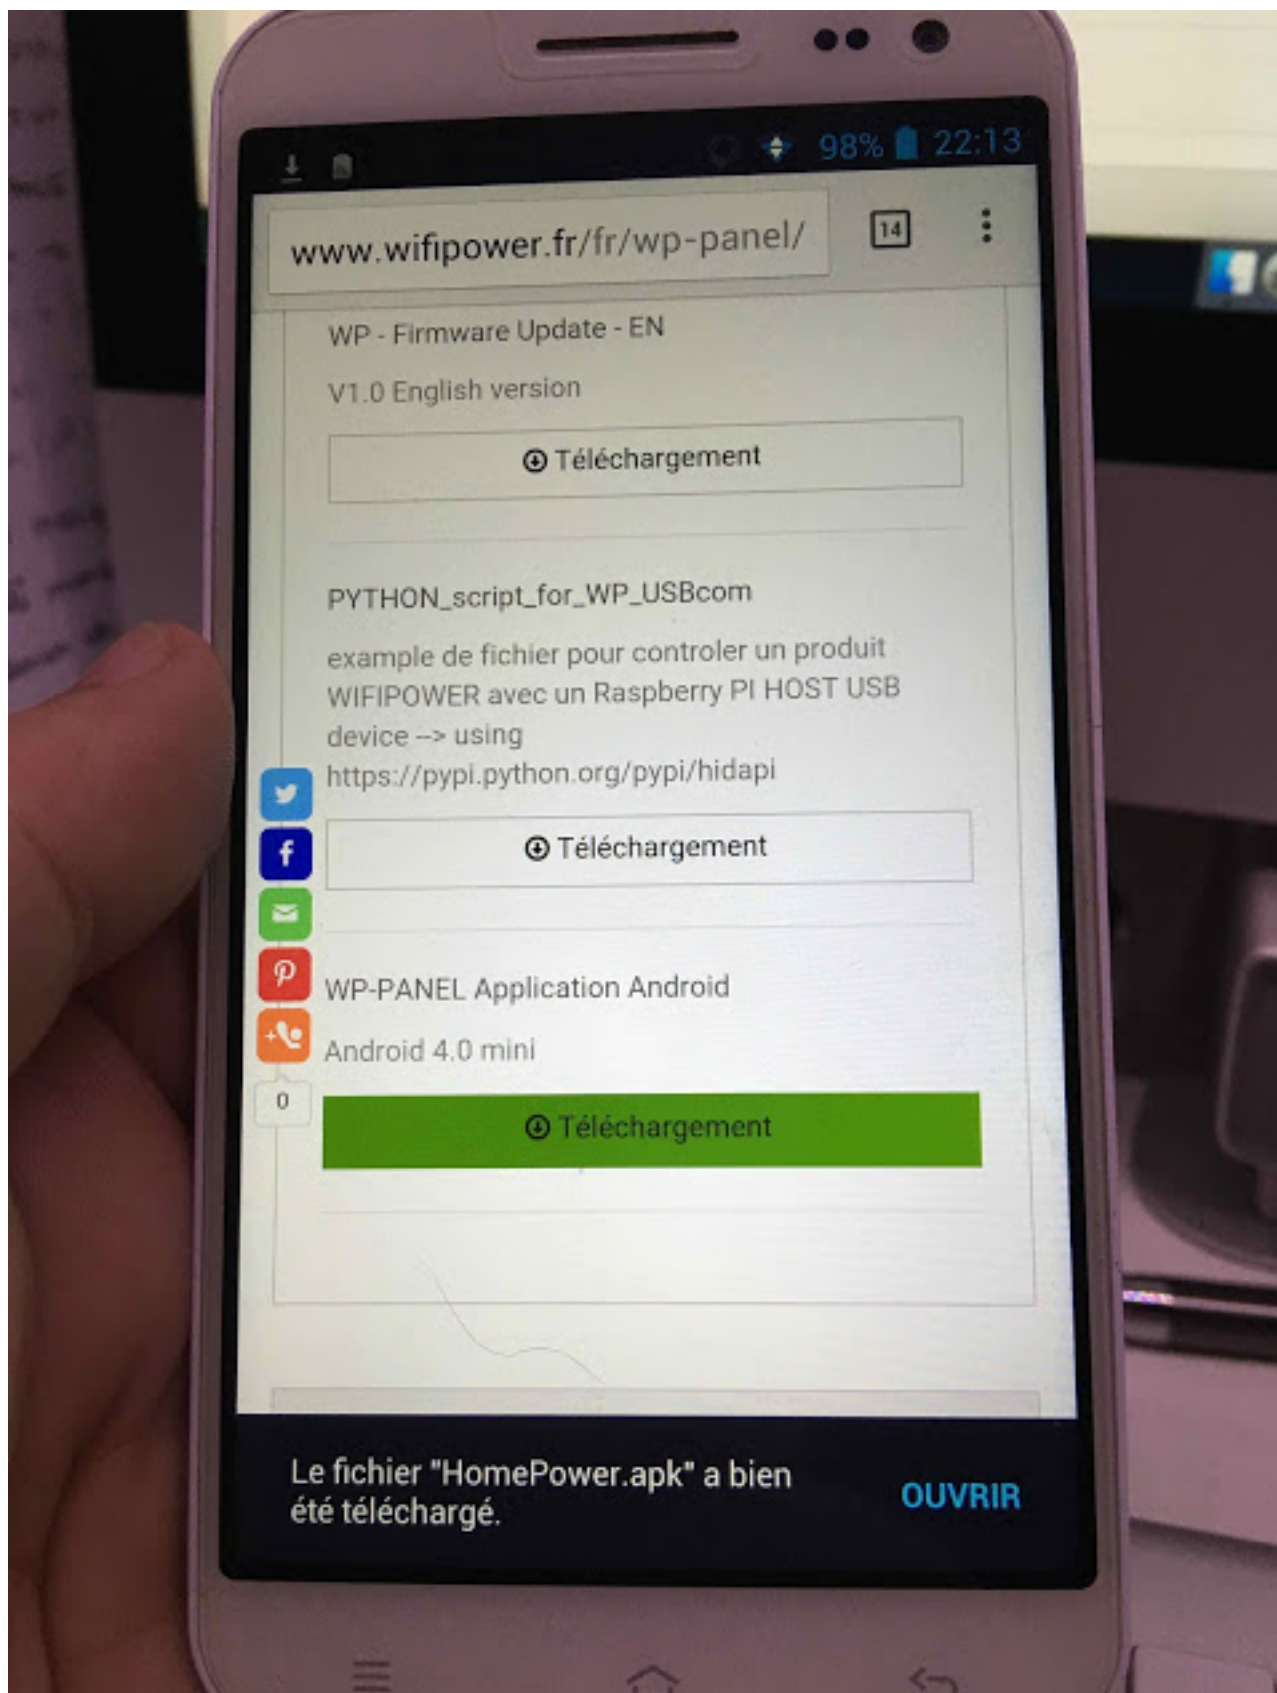 98% 22:13
www.wifipower.fr/fr/wp-panel/ 14
WP - Firmware Update - EN
V1.0 English version
Téléchargement
PYTHON_script_for_WP_USBcom
example de fichier pour controler un produit
WIFIPOWER avec un Raspberry PI HOST USB
device --> using
https://pypi.python.org/pypi/hidapi
Téléchargement
WP-PANEL Application Android
Android 4.0 mini
0
Téléchargement
Le fichier "HomePower.apk" a bien
été téléchargé.
OUVRIR